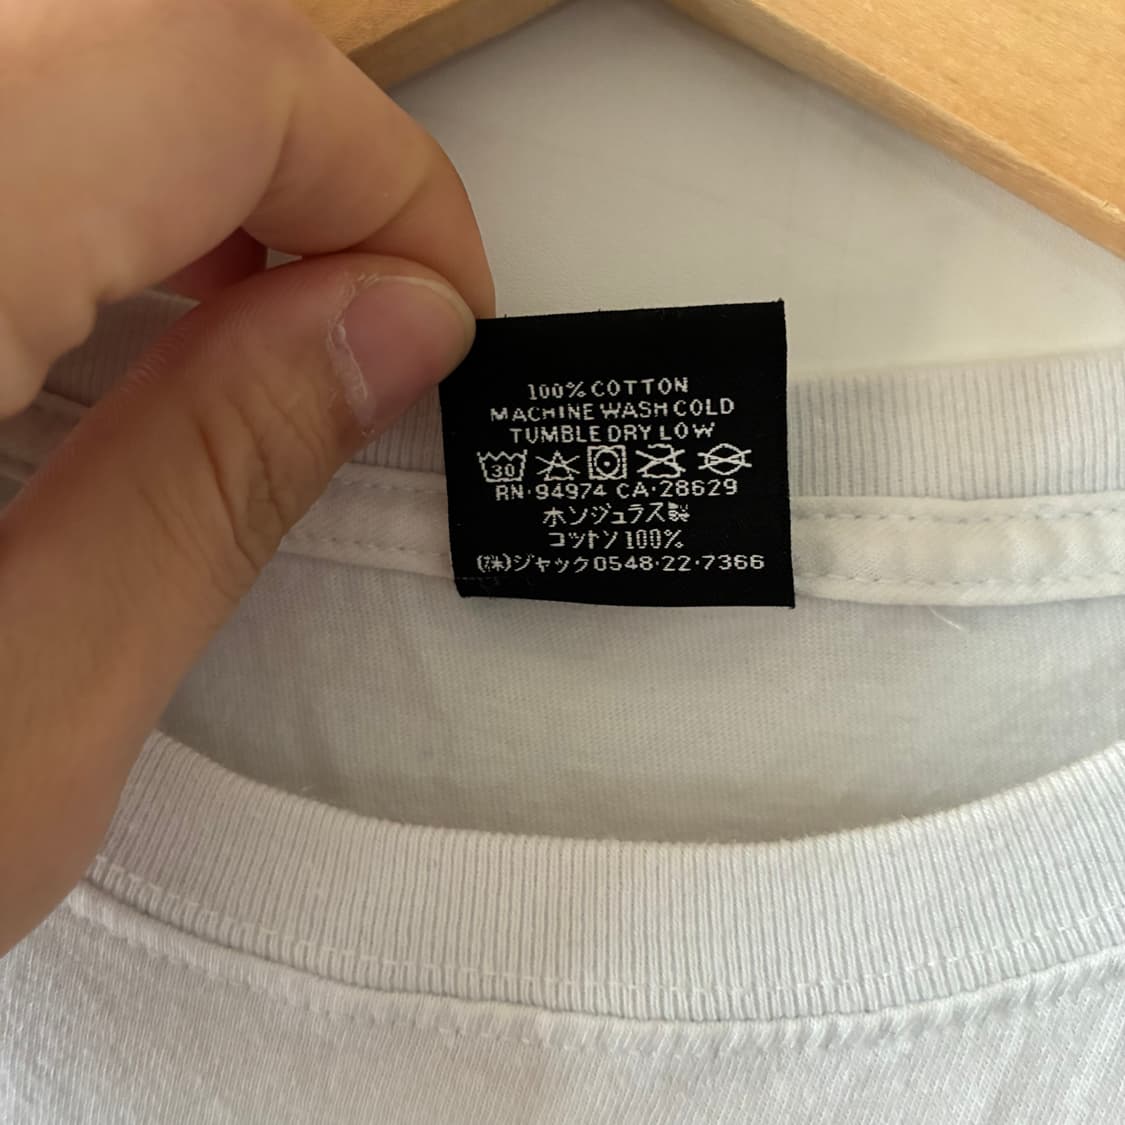 100% COTTON
MACHINE WASH COLD
TUMBLE DRY LOW
30
RN·94974 CA·28629
ホンジュラス製
コットン100%
(株)ジャック0548·22·7366